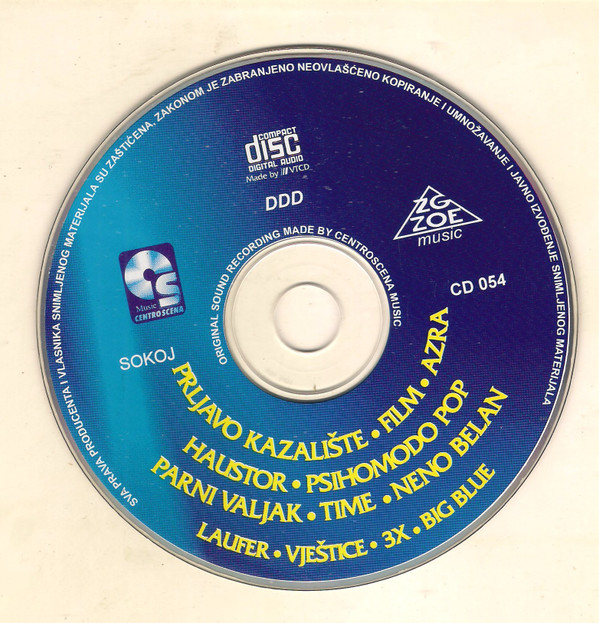 SVA PRAVA PRODUCENTA I VLASNIKA SNIMLJENOG MATERIJALA SU ZAŠTIĆENA. ZAKONOM JE ZABRANJENO NEOVLAŠĆENO KOPIRANJE I UMNOŽAVANJE I JAVNO IZVOĐENJE SNIMLJENOG MATERIJALA
COMPACT
disc
DIGITAL AUDIO
Made by VTCD
DDD
ZG
ZOE
music
ORIGINAL SOUND RECORDING MADE BY CENTROSCENA MUSIC
CS
Music
CENTROSCENA
CD 054
SOKOJ
PRLJAVO KAZALIŠTE • FILM • AZRA
HAUSTOR • PSIHOMODO POP
PARNI VALJAK • TIME • NENO BELAN
LAUFER • VJEŠTICE • 3X • BIG BLUE